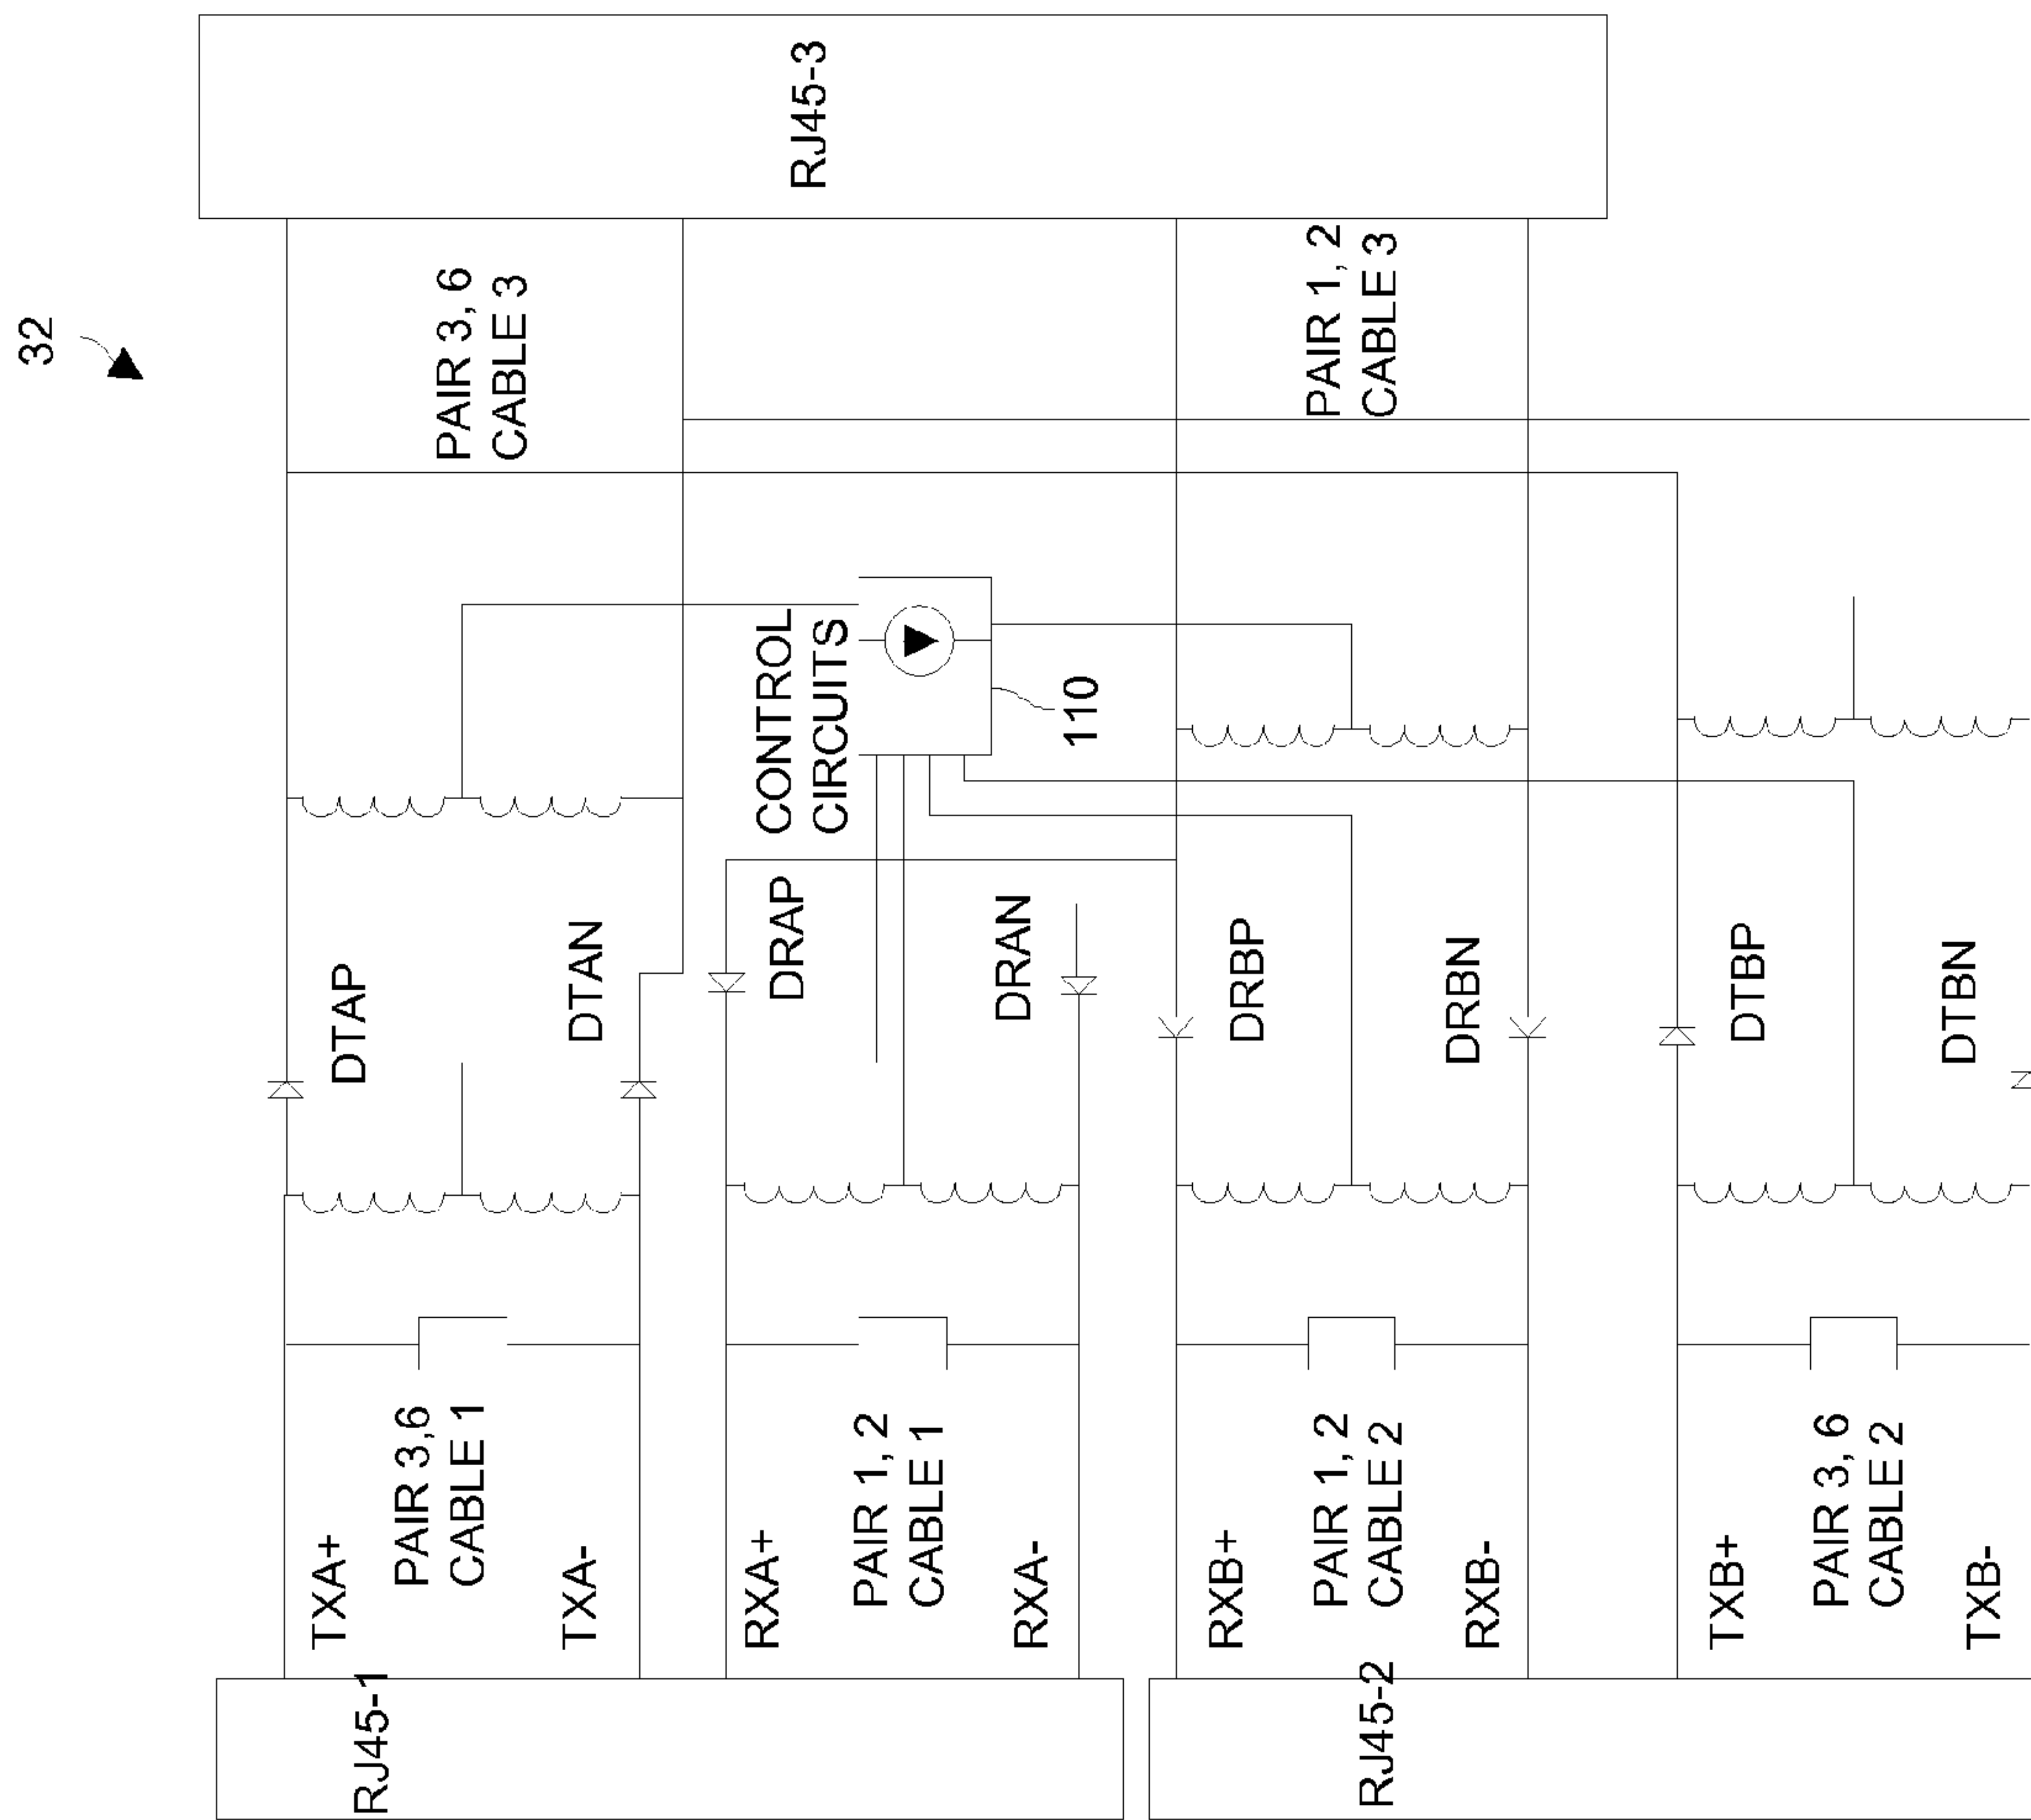 32
RJ45-3
PAIR 3, 6
CABLE 3
PAIR 1, 2
CABLE 3
CONTROL
CIRCUITS
110
DTAP
DTAN
DRAP
DRAN
DRBP
DRBN
DTBP
DTBN
TXA+
PAIR 3,6
CABLE 1
TXA-
RXA+
PAIR 1, 2
CABLE 1
RXA-
RXB+
PAIR 1, 2
CABLE 2
RXB-
TXB+
PAIR 3, 6
CABLE 2
TXB-
RJ45-1
RJ45-2